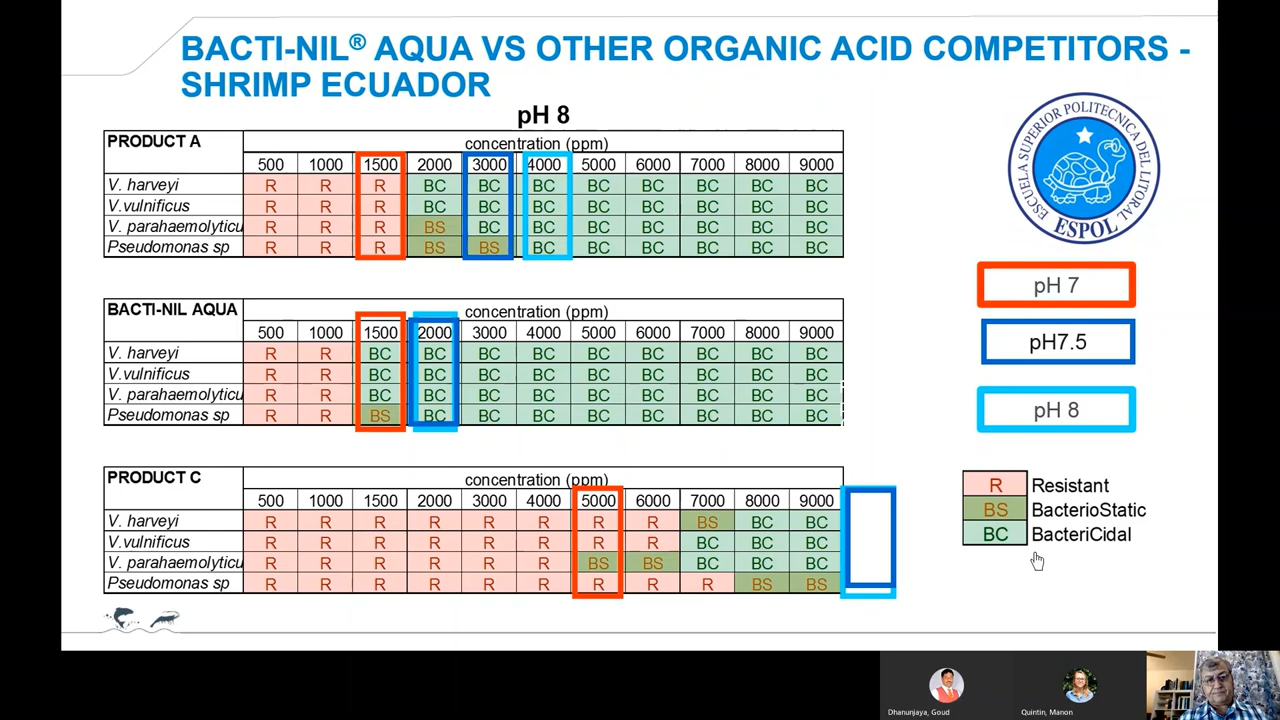 BACTI-NIL® AQUA VS OTHER ORGANIC ACID COMPETITORS -
SHRIMP ECUADOR
pH 8
PRODUCT A concentration (ppm)
500 1000 1500 2000 3000 4000 5000 6000 7000 8000 9000
V. harveyi R R R BC BC BC BC BC BC BC BC
V.vulnificus R R R BC BC BC BC BC BC BC BC
V. parahaemolyticu R R R BS BC BC BC BC BC BC BC
Pseudomonas sp R R R BS BS BC BC BC BC BC BC
BACTI-NIL AQUA concentration (ppm)
500 1000 1500 2000 3000 4000 5000 6000 7000 8000 9000
V. harveyi R R BC BC BC BC BC BC BC BC BC
V.vulnificus R R BC BC BC BC BC BC BC BC BC
V. parahaemolyticu R R BC BC BC BC BC BC BC BC BC
Pseudomonas sp R R BS BC BC BC BC BC BC BC BC
PRODUCT C concentration (ppm)
500 1000 1500 2000 3000 4000 5000 6000 7000 8000 9000
V. harveyi R R R R R R R R BS BC BC
V.vulnificus R R R R R R R R BC BC BC
V. parahaemolyticu R R R R R R BS BS BC BC BC
Pseudomonas sp R R R R R R R R R BS BS
ESCUELA SUPERIOR POLITECNICA DEL LITORAL
ESPOL
pH 7
pH7.5
pH 8
R Resistant
BS BacterioStatic
BC BacteriCidal
Dhanunjaya, Goud
Quintin, Manon